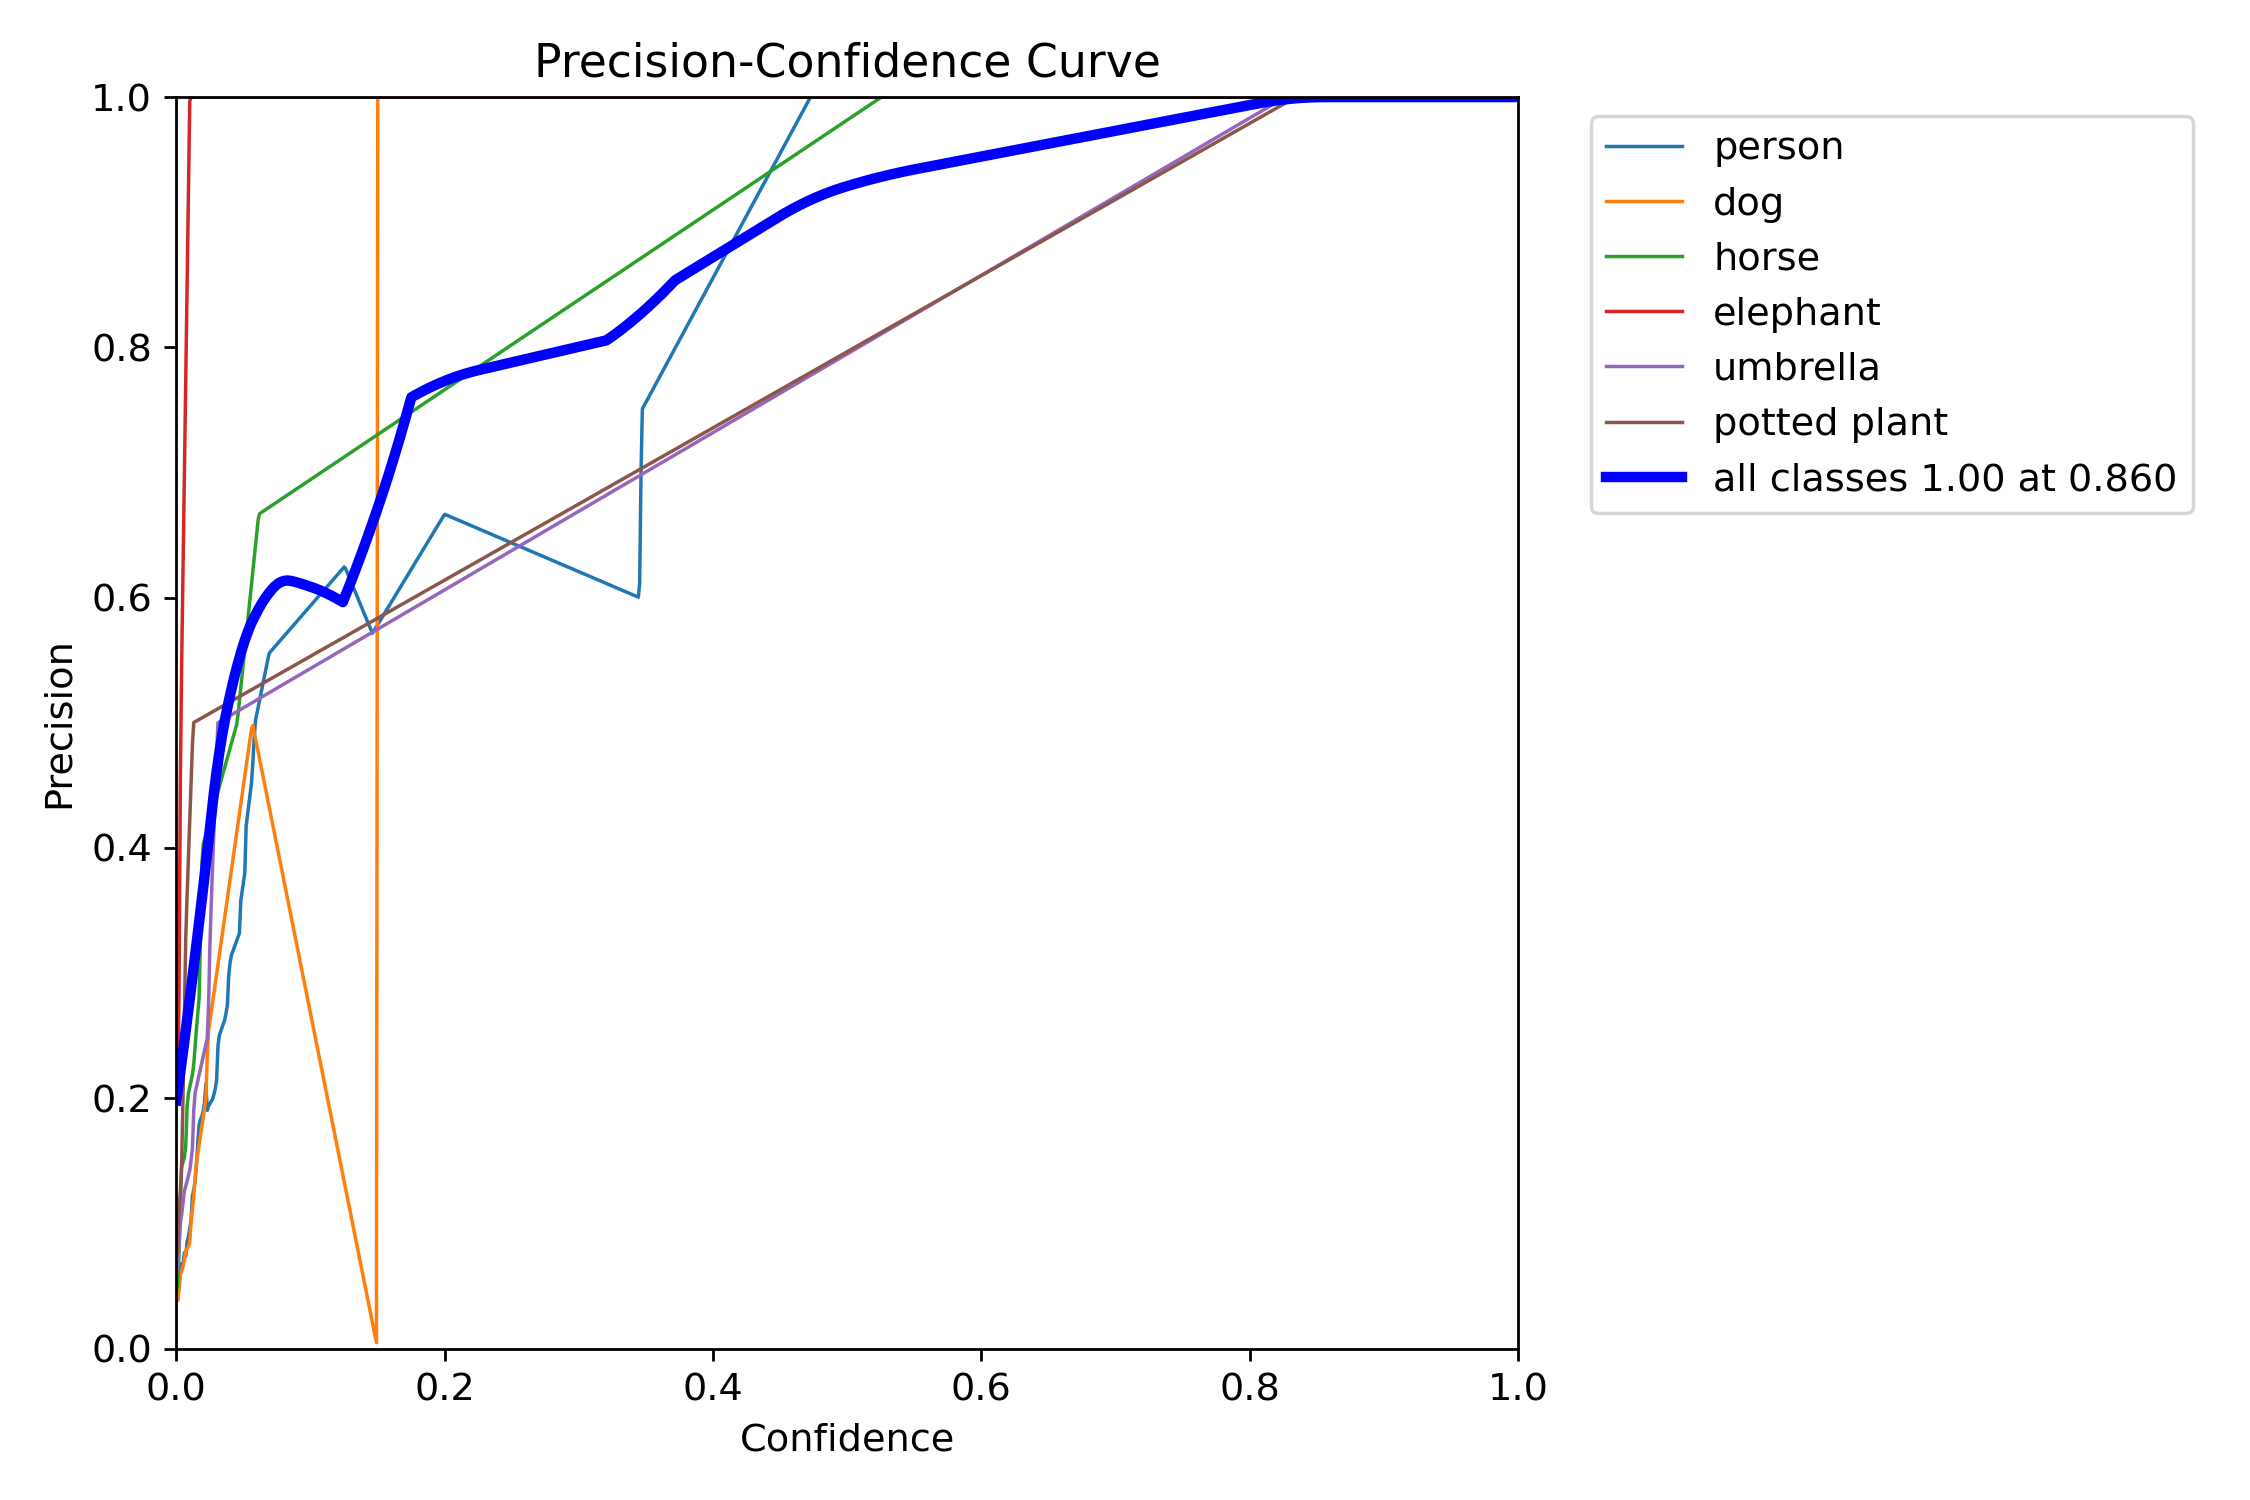 Precision-Confidence Curve
1.0
0.8
0.6
0.4
0.2
0.0
Precision
0.0 0.2 0.4 0.6 0.8 1.0
Confidence
person
dog
horse
elephant
umbrella
potted plant
all classes 1.00 at 0.860